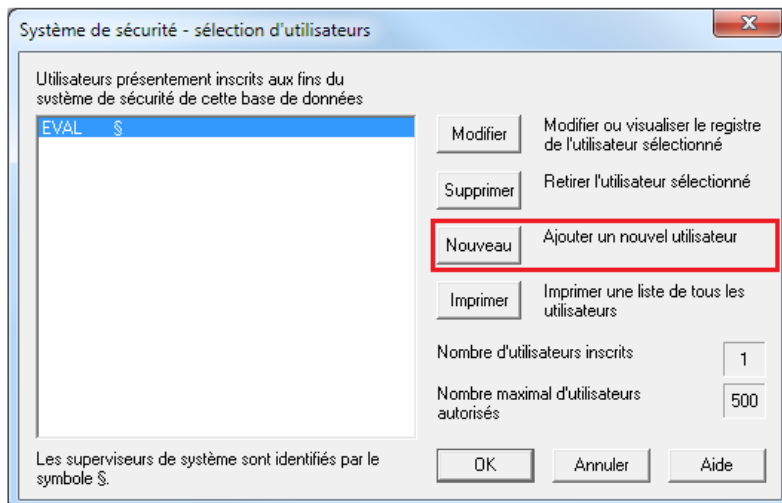 Système de sécurité - sélection d'utilisateurs
Utilisateurs présentement inscrits aux fins du
système de sécurité de cette base de données
EVAL §
Modifier
Modifier ou visualiser le registre
de l'utilisateur sélectionné
Supprimer
Retirer l'utilisateur sélectionné
Nouveau
Ajouter un nouvel utilisateur
Imprimer
Imprimer une liste de tous les
utilisateurs
Nombre d'utilisateurs inscrits
1
Nombre maximal d'utilisateurs
autorisés
500
Les superviseurs de système sont identifiés par le
symbole §.
OK
Annuler
Aide